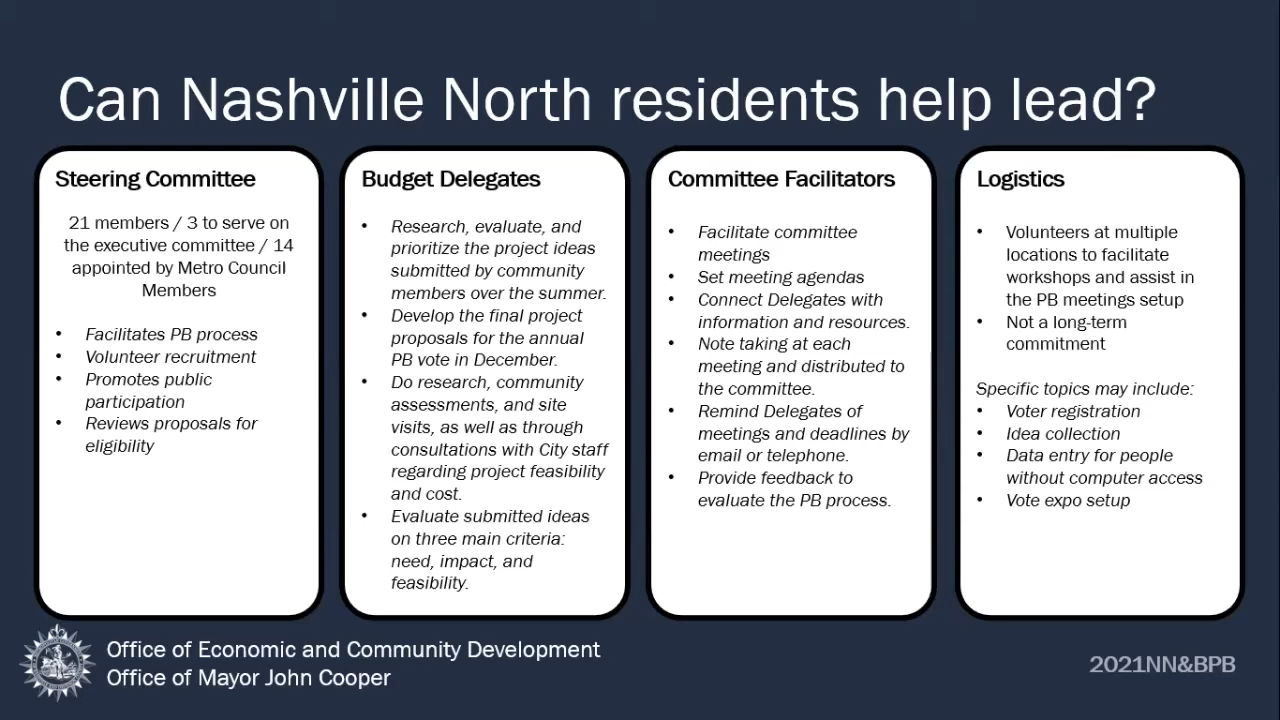 Can Nashville North residents help lead?
Steering Committee
21 members / 3 to serve on
the executive committee / 14
appointed by Metro Council
Members
• Facilitates PB process
• Volunteer recruitment
• Promotes public
participation
• Reviews proposals for
eligibility
Budget Delegates
• Research, evaluate, and
prioritize the project ideas
submitted by community
members over the summer.
• Develop the final project
proposals for the annual
PB vote in December.
• Do research, community
assessments, and site
visits, as well as through
consultations with City staff
regarding project feasibility
and cost.
• Evaluate submitted ideas
on three main criteria:
need, impact, and
feasibility.
Committee Facilitators
• Facilitate committee
meetings
• Set meeting agendas
• Connect Delegates with
information and resources.
• Note taking at each
meeting and distributed to
the committee.
• Remind Delegates of
meetings and deadlines by
email or telephone.
• Provide feedback to
evaluate the PB process.
Logistics
• Volunteers at multiple
locations to facilitate
workshops and assist in
the PB meetings setup
• Not a long-term
commitment
Specific topics may include:
• Voter registration
• Idea collection
• Data entry for people
without computer access
• Vote expo setup
Office of Economic and Community Development
Office of Mayor John Cooper
2021NN&BPB